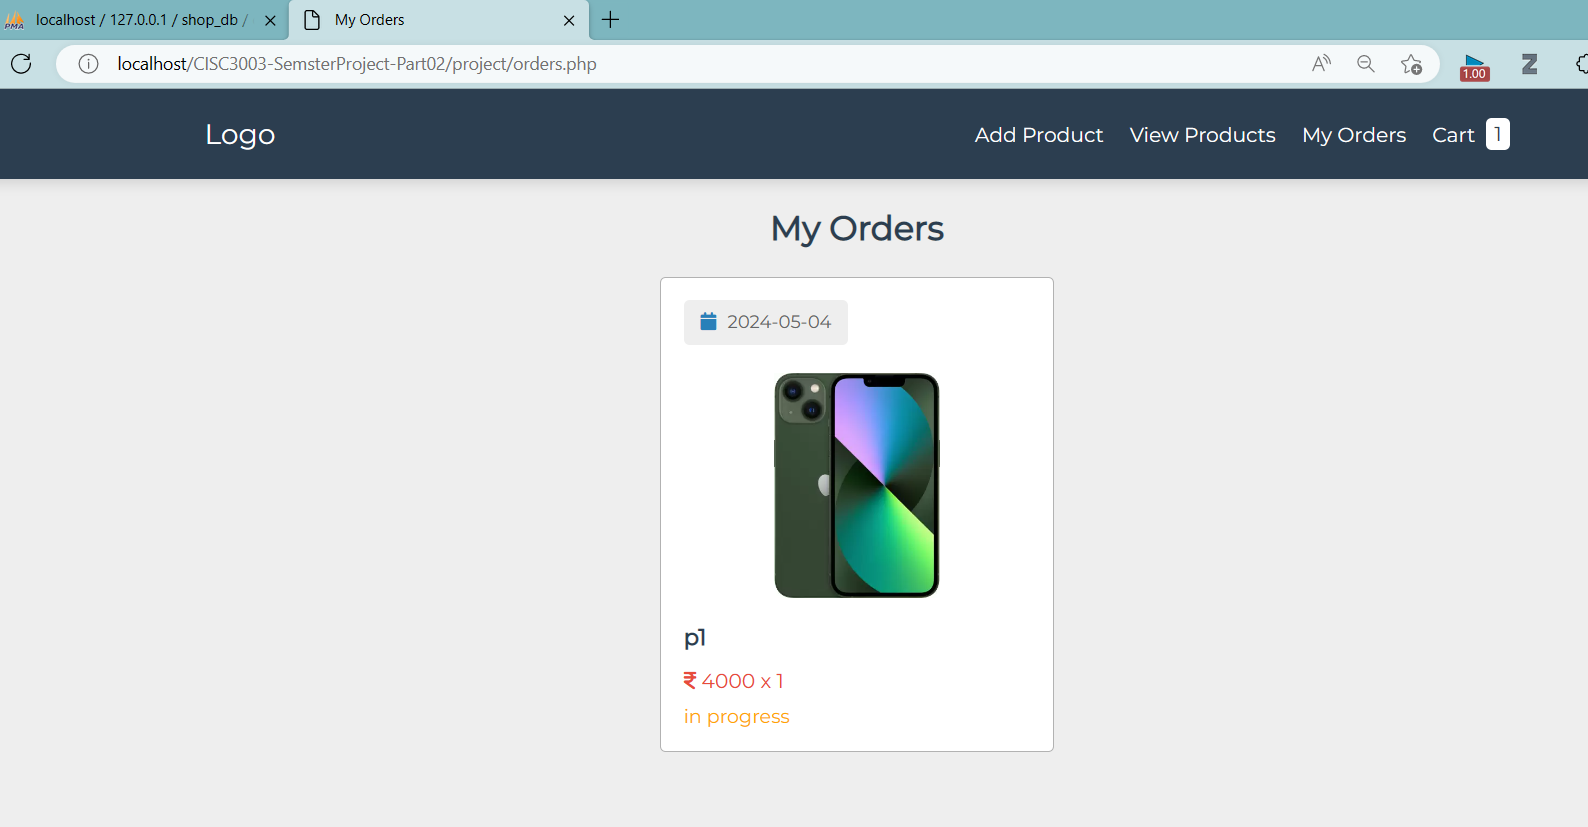 PMA localhost / 127.0.0.1 / shop_db /
My Orders
localhost/CISC3003-SemsterProject-Part02/project/orders.php
1.00
Logo
Add Product
View Products
My Orders
Cart 1
My Orders
2024-05-04
p1
₹ 4000 x 1
in progress